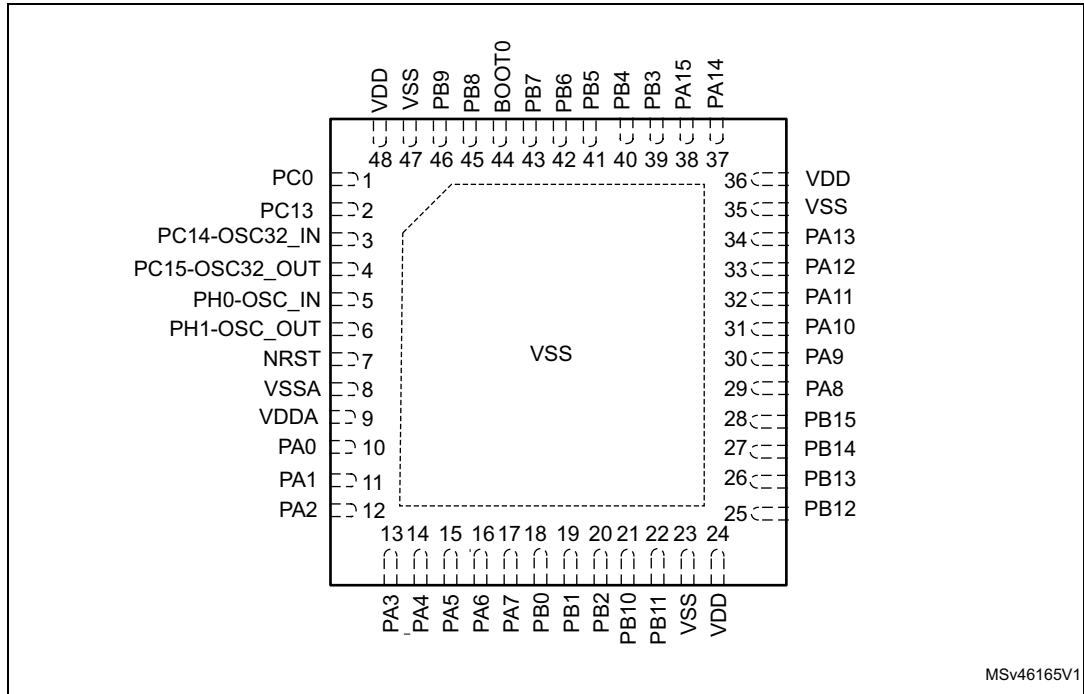 VDD
VSS
PB9
PB8
BOOT0
PB7
PB6
PB5
PB4
PB3
PA15
PA14
48 47 46 45 44 43 42 41 40 39 38 37
PC0 1
PC13 2
PC14-OSC32_IN 3
PC15-OSC32_OUT 4
PH0-OSC_IN 5
PH1-OSC_OUT 6
NRST 7
VSSA 8
VDDA 9
PA0 10
PA1 11
PA2 12
VSS
36 VDD
35 VSS
34 PA13
33 PA12
32 PA11
31 PA10
30 PA9
29 PA8
28 PB15
27 PB14
26 PB13
25 PB12
13 14 15 16 17 18 19 20 21 22 23 24
PA3
PA4
PA5
PA6
PA7
PB0
PB1
PB2
PB10
PB11
VSS
VDD
MSv46165V1